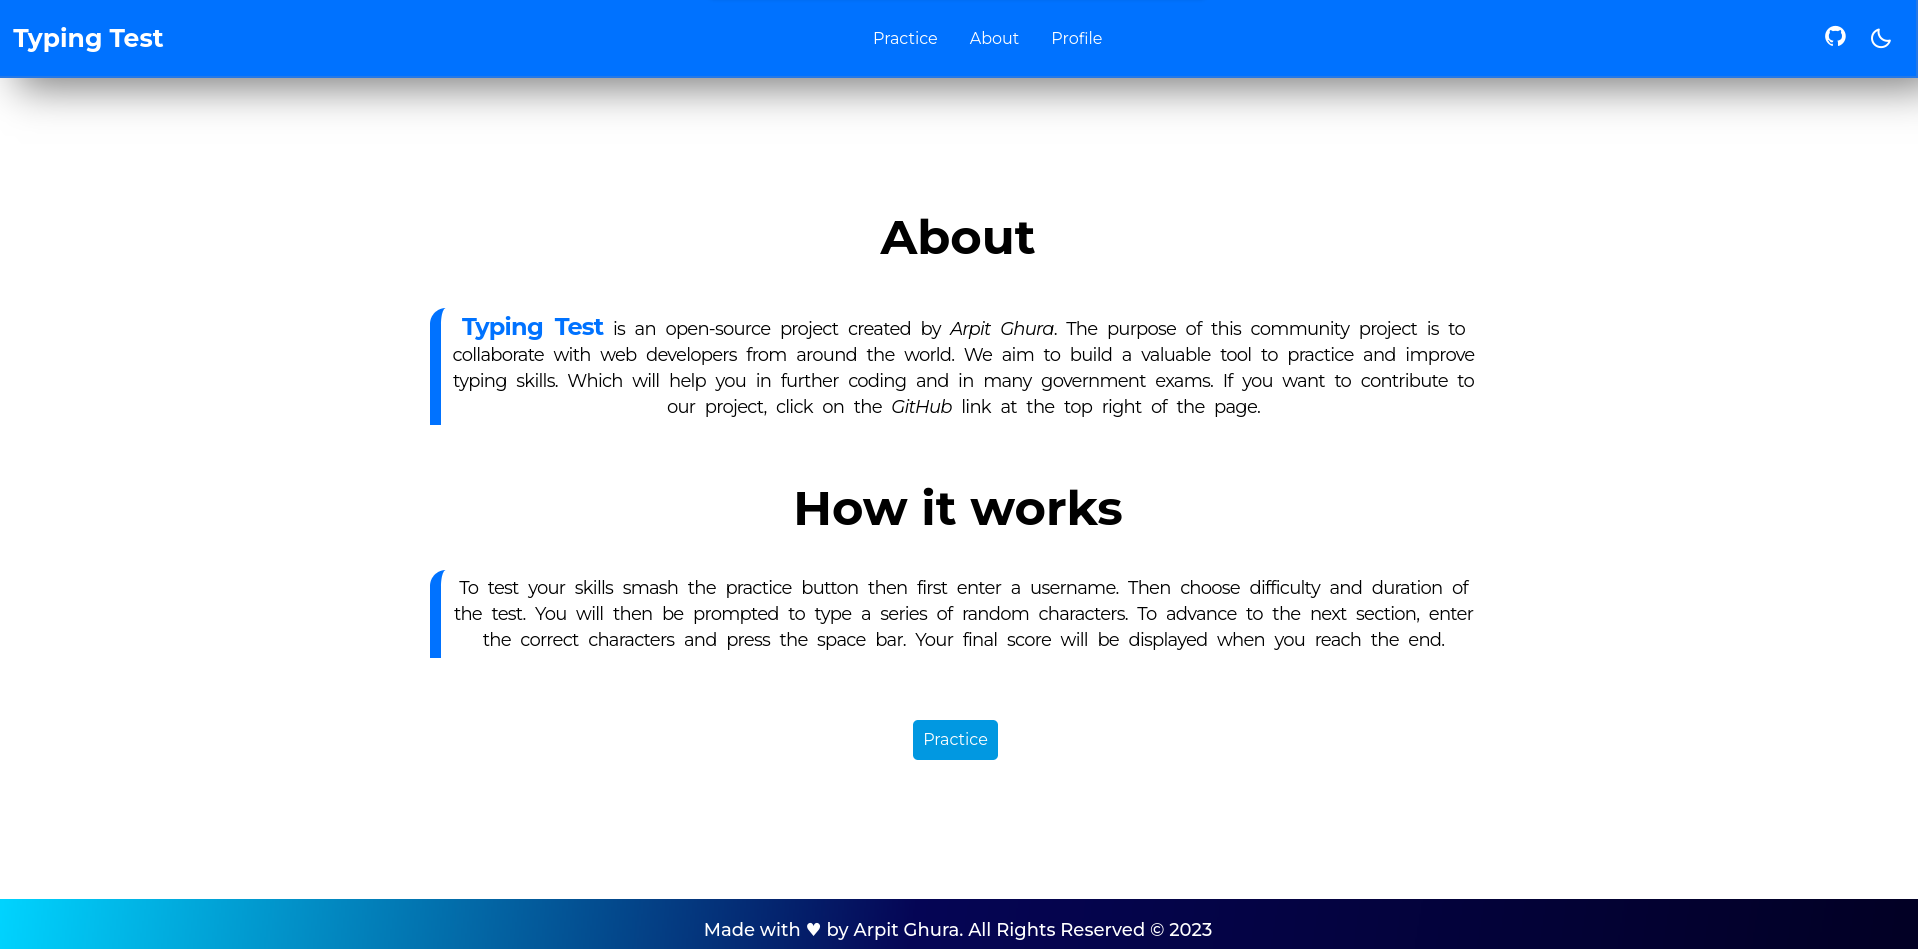 Typing Test
Practice About Profile
About
Typing Test is an open-source project created by Arpit Ghura. The purpose of this community project is to
collaborate with web developers from around the world. We aim to build a valuable tool to practice and improve
typing skills. Which will help you in further coding and in many government exams. If you want to contribute to
our project, click on the GitHub link at the top right of the page.
How it works
To test your skills smash the practice button then first enter a username. Then choose difficulty and duration of
the test. You will then be prompted to type a series of random characters. To advance to the next section, enter
the correct characters and press the space bar. Your final score will be displayed when you reach the end.
Practice
Made with ♥ by Arpit Ghura. All Rights Reserved © 2023